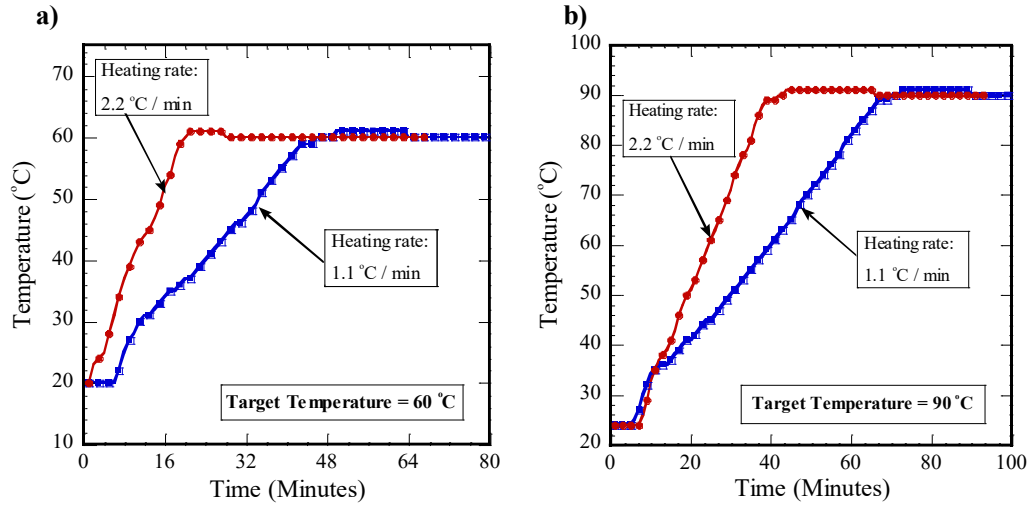 a)
70
60
50
40
30
20
10
0
16
32
48
64
80
Temperature (°C)
Time (Minutes)
Heating rate:
2.2 °C / min
Heating rate:
1.1 °C / min
Target Temperature = 60 °C
b)
100
90
80
70
60
50
40
30
20
0
20
40
60
80
100
Temperature (°C)
Time (Minutes)
Heating rate:
2.2 °C / min
Heating rate:
1.1 °C / min
Target Temperature = 90 °C